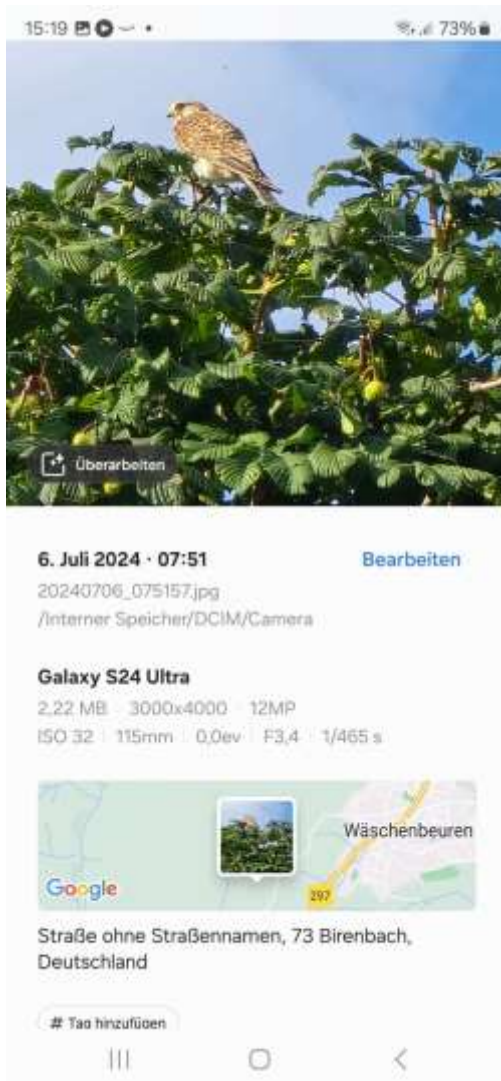 15:19
73%
Überarbeiten
6. Juli 2024 · 07:51
Bearbeiten
20240706_075157.jpg
/Interner Speicher/DCIM/Camera
Galaxy S24 Ultra
2,22 MB 3000x4000 12MP
ISO 32 115mm 0,0ev F3,4 1/465 s
Wäschenbeuren
Google
297
Straße ohne Straßennamen, 73 Birenbach,
Deutschland
# Tag hinzufügen